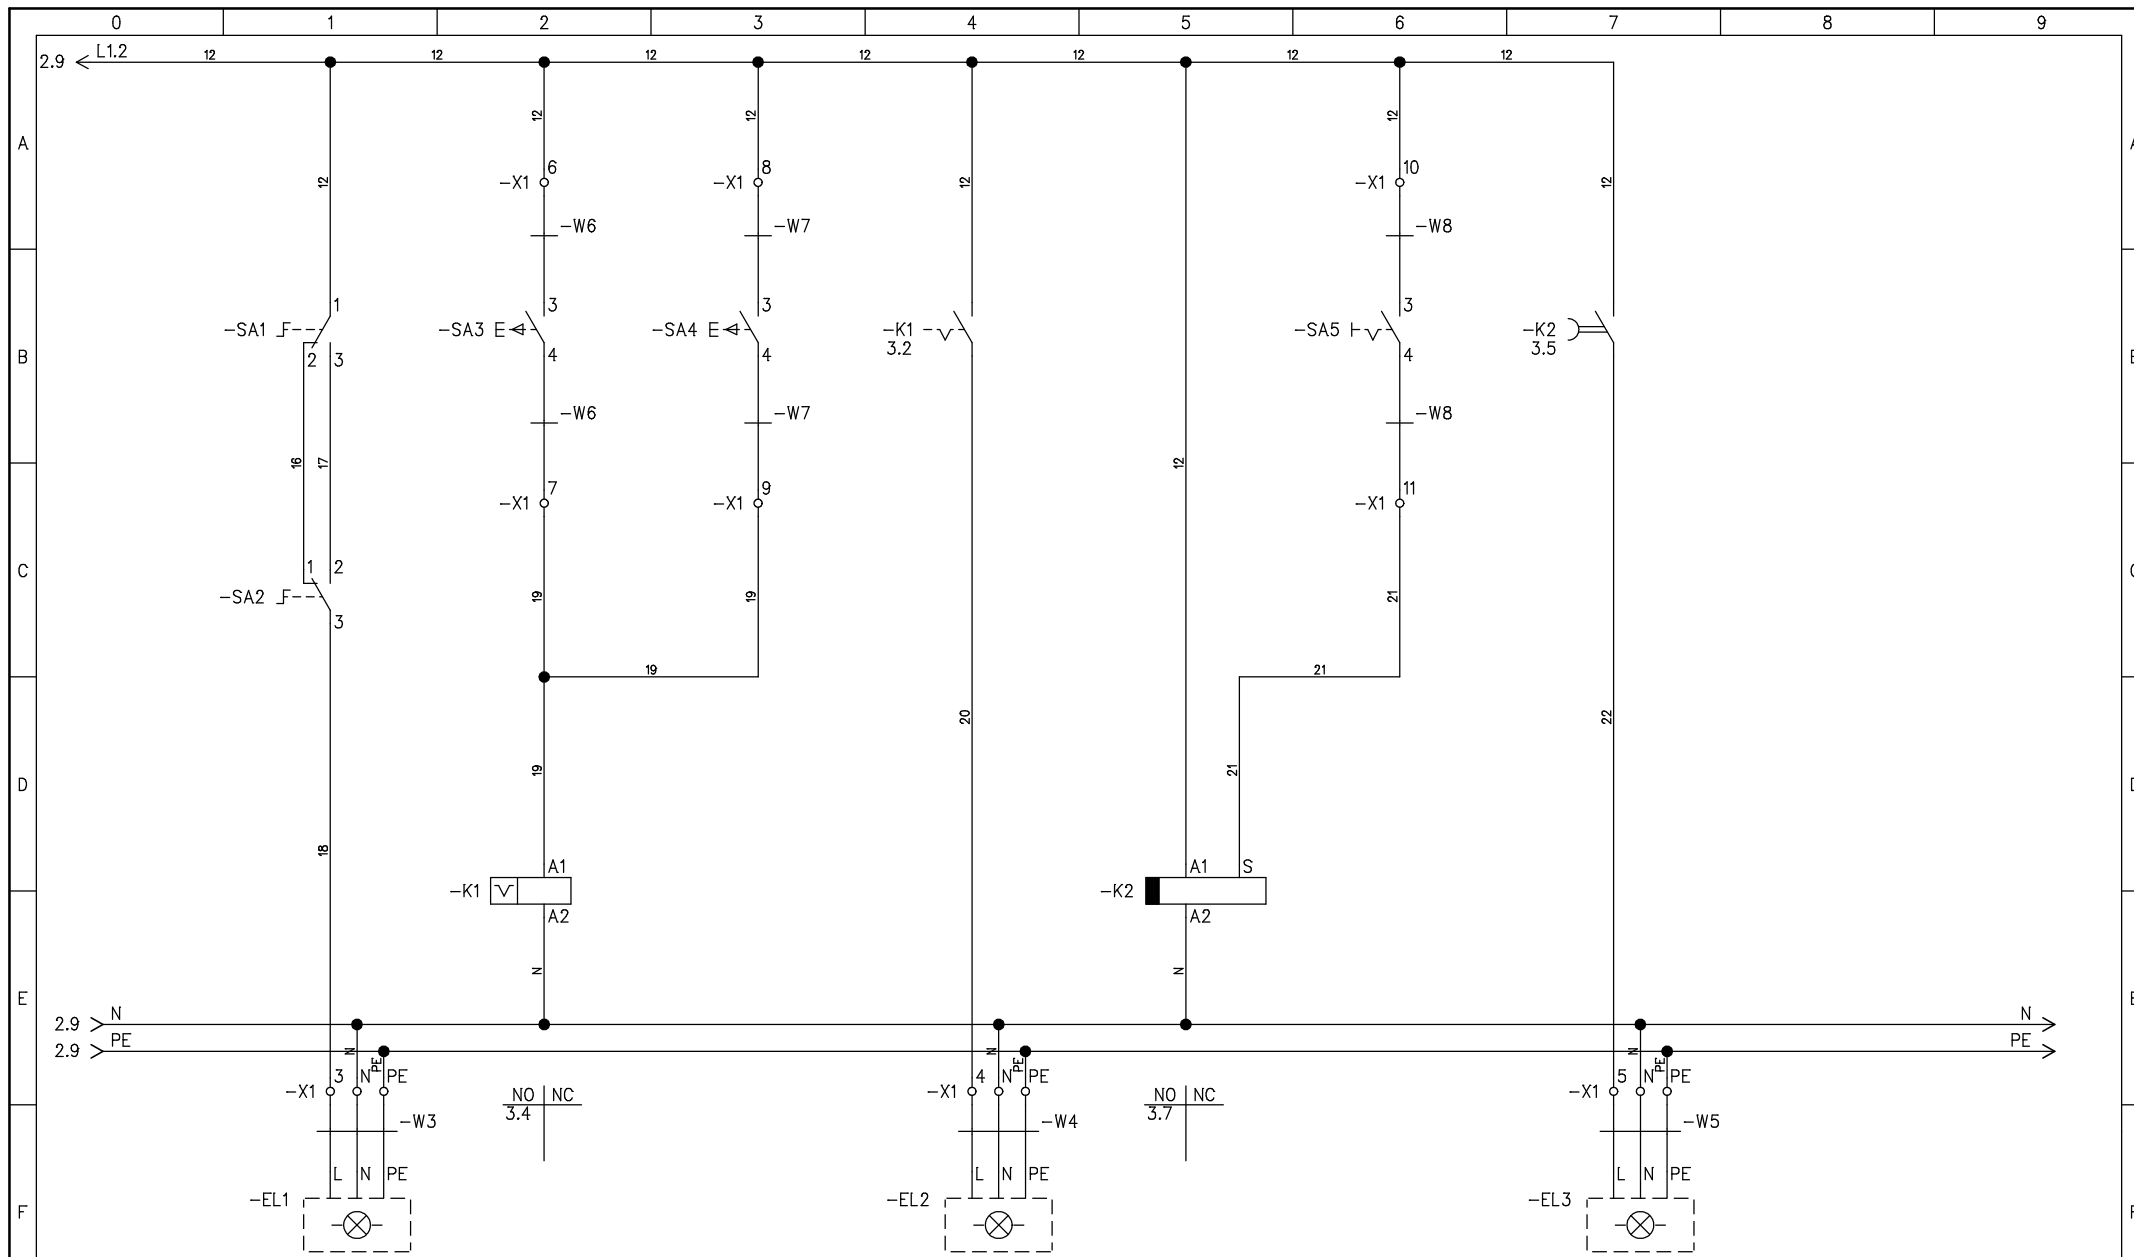 0 1 2 3 4 5 6 7 8 9
2.9 L1.2 12 12 12 12 12 12 12
12 12 12
A A
6 8 10
12 -X1 -X1 12 -X1 12
-W6 -W7 -W8
1 3 3 3
-SA1 -SA3 E -SA4 E -K1 -SA5 -K2
3.2 3.5
B
2 3 4 4 4
-W6 -W7 -W8
16 17 12
7 9 11
-X1 -X1 -X1
C
1 2
-SA2 19 19 21
3
19 21
20 22
D
19 21
18
A1 A1 S
-K1 -K2
A2 A2
N N
E
2.9 N N
2.9 PE PE
N PE N PE N PE
-X1 3 N PE -X1 4 N PE -X1 5 N PE
NO NC NO NC
3.4 3.7
-W3 -W4 -W5
L N PE L N PE L N PE
-EL1 -EL2 -EL3
F